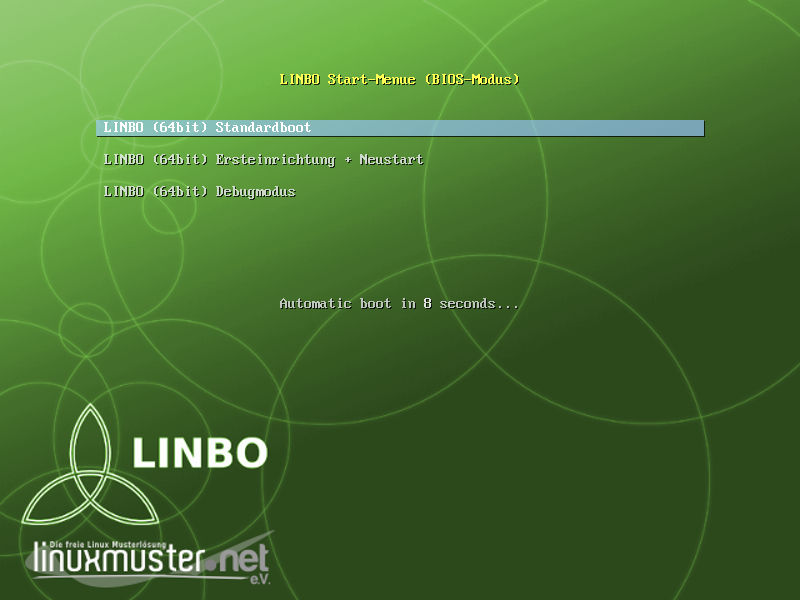 LINBO Start-Menue (BIOS-Modus)
LINBO (64bit) Standardboot
LINBO (64bit) Ersteinrichtung + Neustart
LINBO (64bit) Debugmodus
Automatic boot in 8 seconds...
LINBO
Die freie Linux Musterlösung
linuxmuster.net
e.V.